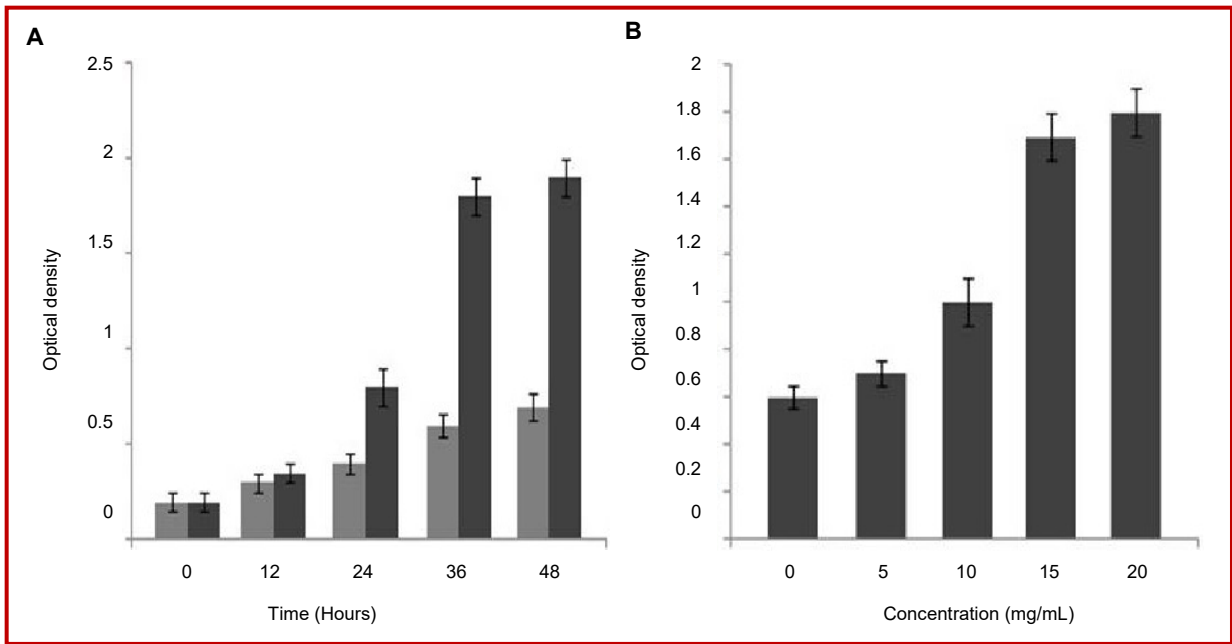 A
2.5
2
1.5
1
0.5
0
Optical density
0 12 24 36 48
Time (Hours)
B
2
1.8
1.6
1.4
1.2
1
0.8
0.6
0.4
0.2
0
Optical density
0 5 10 15 20
Concentration (mg/mL)